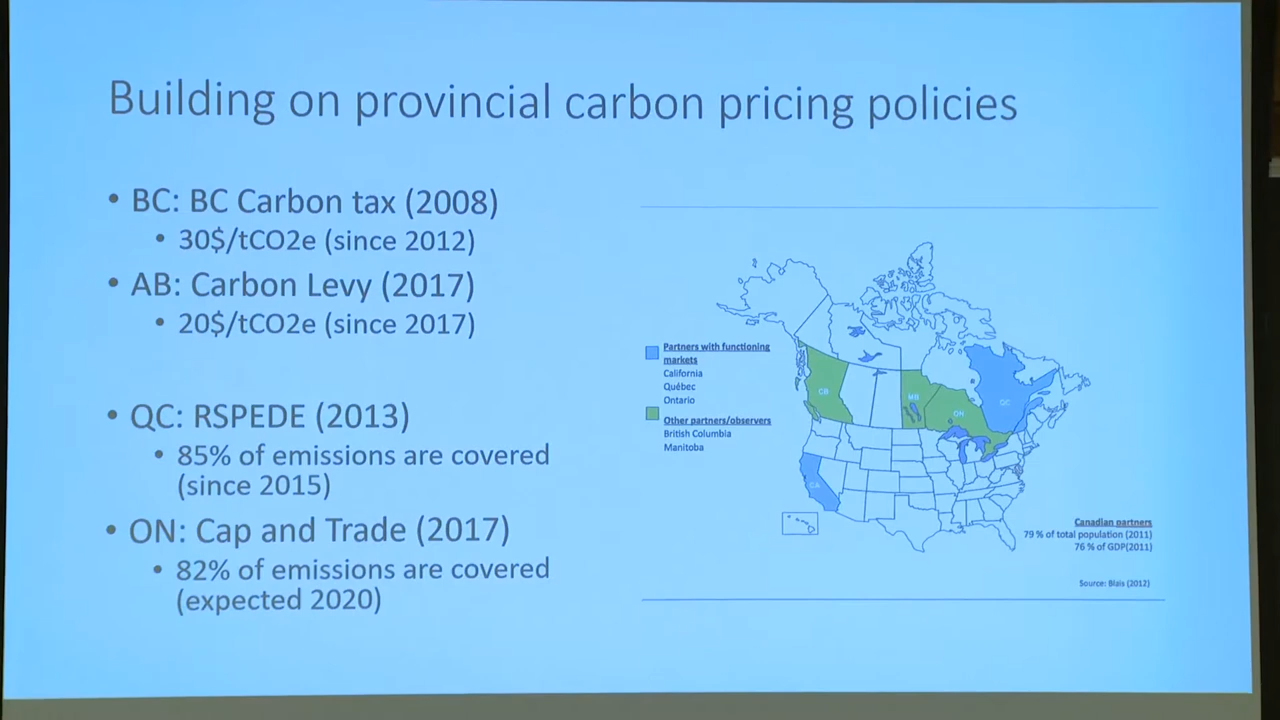 Building on provincial carbon pricing policies
• BC: BC Carbon tax (2008)
• 30$/tCO2e (since 2012)
• AB: Carbon Levy (2017)
• 20$/tCO2e (since 2017)
• QC: RSPEDE (2013)
• 85% of emissions are covered
(since 2015)
• ON: Cap and Trade (2017)
• 82% of emissions are covered
(expected 2020)
Partners with functioning
markets
California
Québec
Ontario
Other partners/observers
British Columbia
Manitoba
CB
MB
ON
QC
CA
Canadian partners
79 % of total population (2011)
76 % of GDP(2011)
Source: Blais (2012)